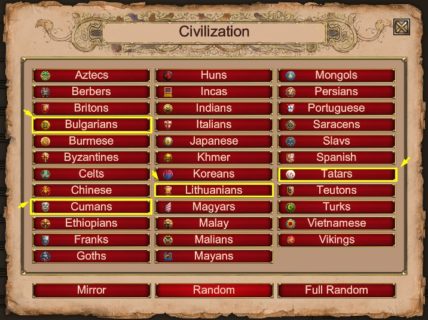 Civilization
Aztecs Huns Mongols
Berbers Incas Persians
Britons Indians Portuguese
Bulgarians Italians Saracens
Burmese Japanese Slavs
Byzantines Khmer Spanish
Celts Koreans Tatars
Chinese Lithuanians Teutons
Cumans Magyars Turks
Ethiopians Malay Vietnamese
Franks Malians Vikings
Goths Mayans
Mirror Random Full Random